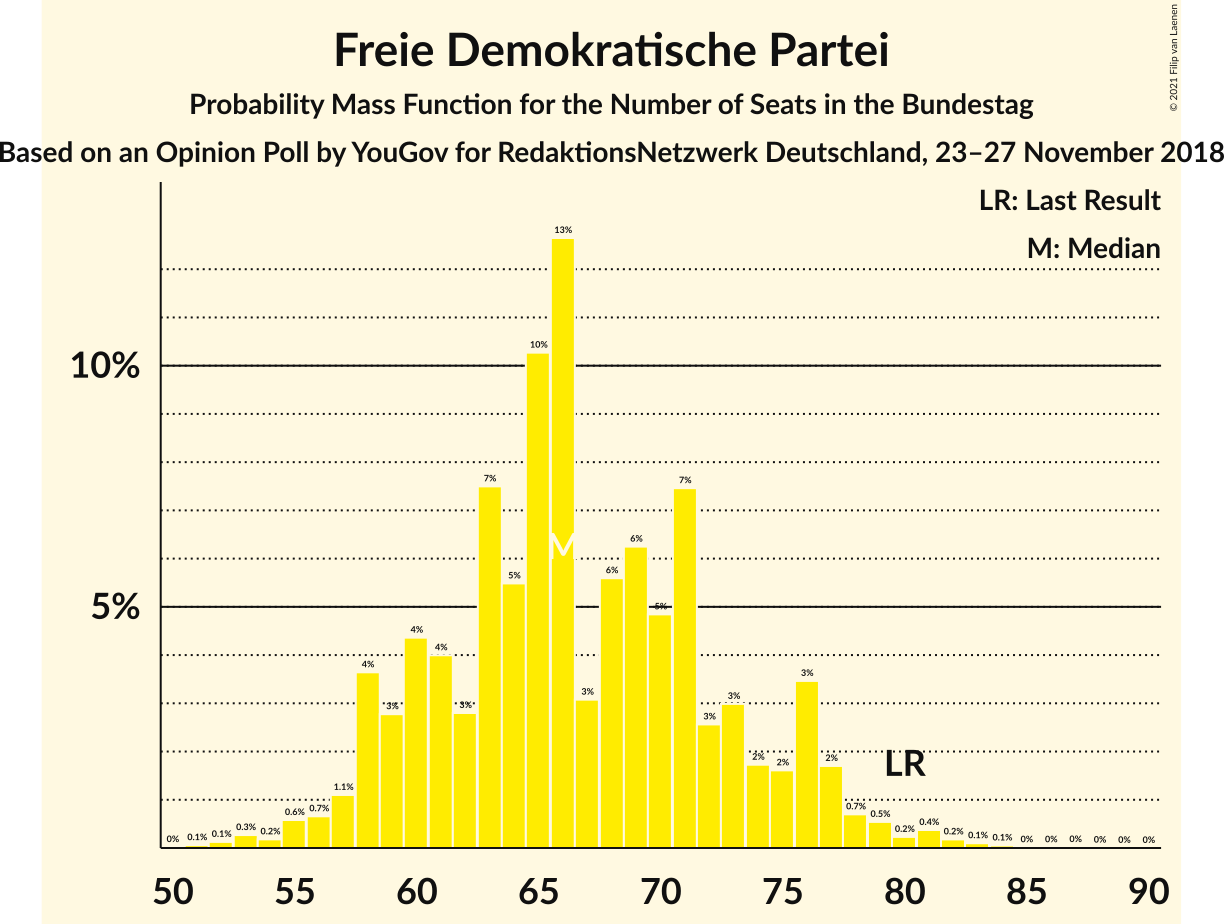 Freie Demokratische Partei
Probability Mass Function for the Number of Seats in the Bundestag
Based on an Opinion Poll by YouGov for RedaktionsNetzwerk Deutschland, 23–27 November 2018
© 2021 Filip van Laenen
LR: Last Result
M: Median
10%
5%
0% 0.1% 0.1% 0.3% 0.2% 0.6% 0.7% 1.1% 4% 3% 4% 4% 3% 7% 5% 10% 13% 3% 6% 6% 5% 7% 3% 3% 2% 2% 3% 2% 0.7% 0.5% 0.2% 0.4% 0.2% 0.1% 0.1% 0% 0% 0% 0% 0% 0%
M
LR
50 55 60 65 70 75 80 85 90